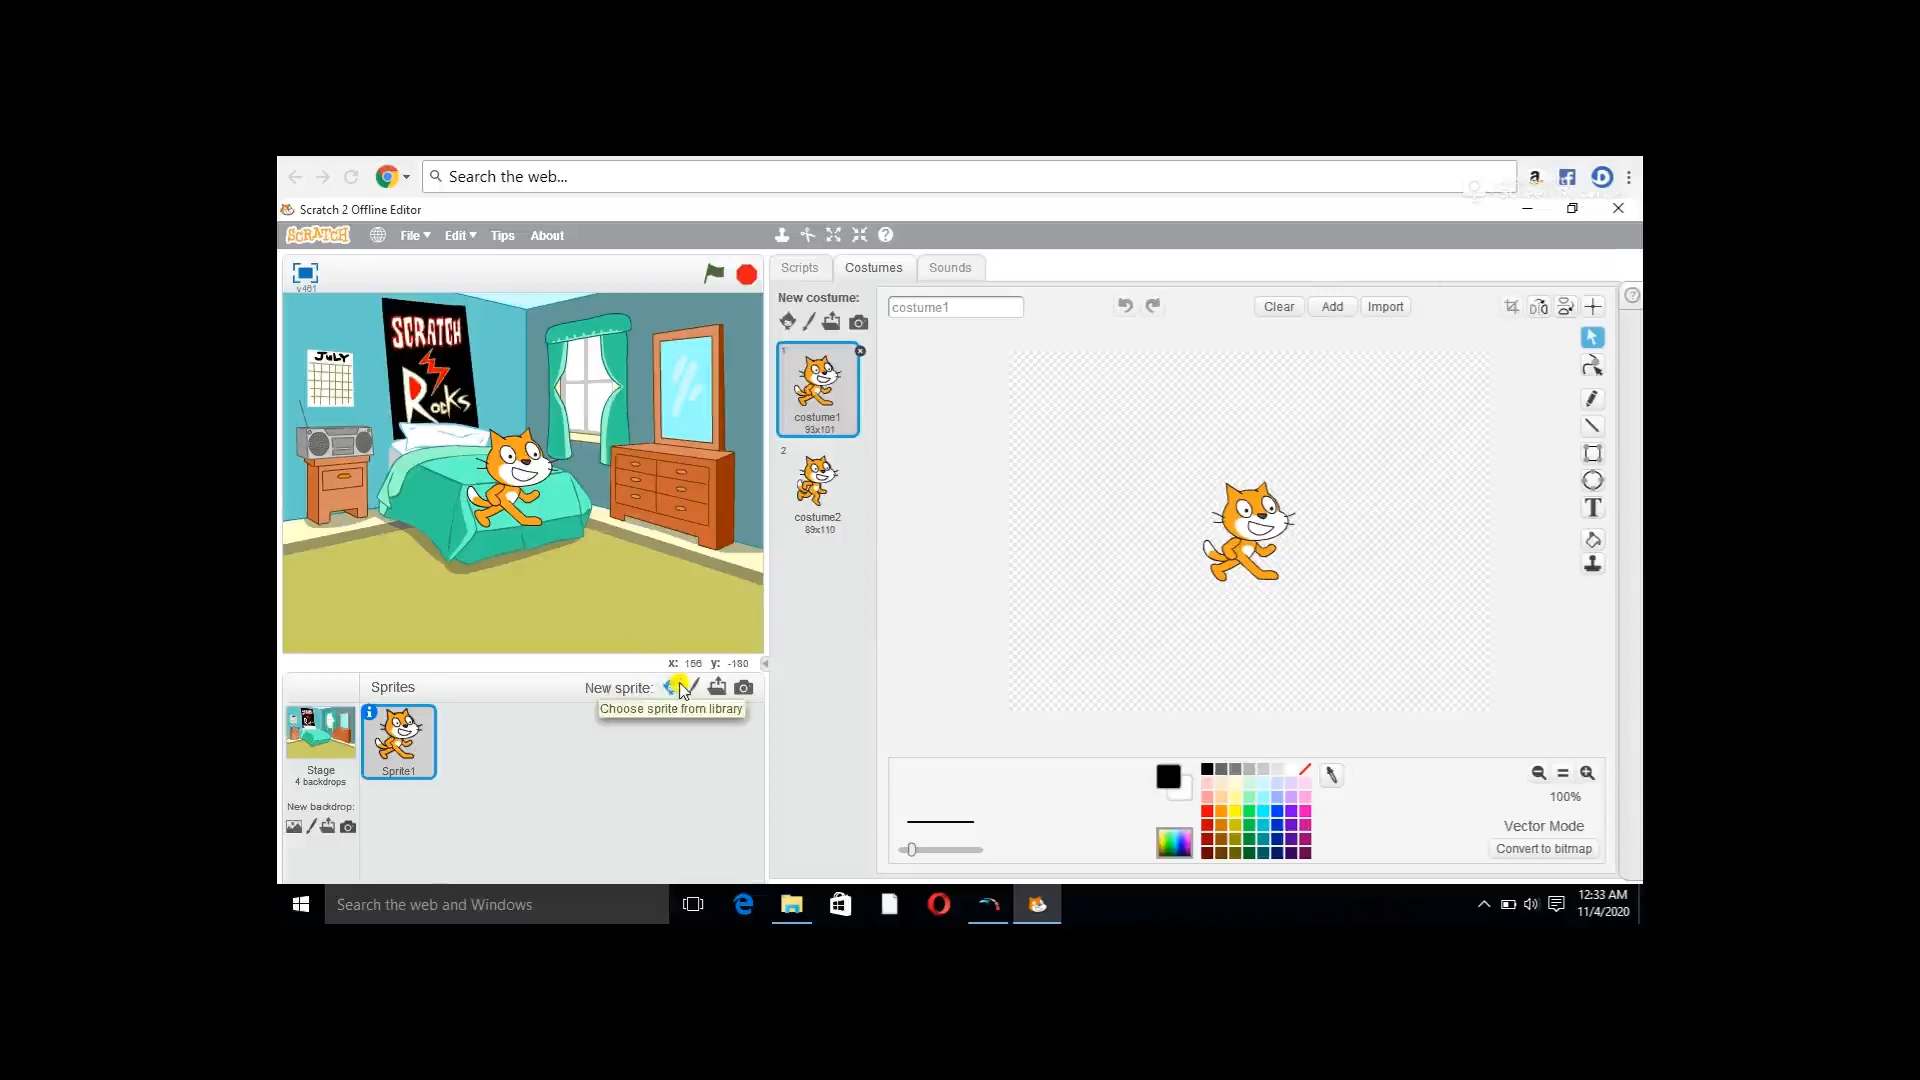 Search the web...
Scratch 2 Offline Editor
SCRATCH
File
Edit
Tips
About
v461
Scripts
Costumes
Sounds
New costume:
costume1
Clear
Add
Import
JULY
SCRATCH
Rocks
1
costume1
93x101
2
costume2
89x110
x: 156 y: -180
Sprites
New sprite:
Choose sprite from library
Sprite1
Stage
4 backdrops
New backdrop:
100%
Vector Mode
Convert to bitmap
Search the web and Windows
12:33 AM
11/4/2020